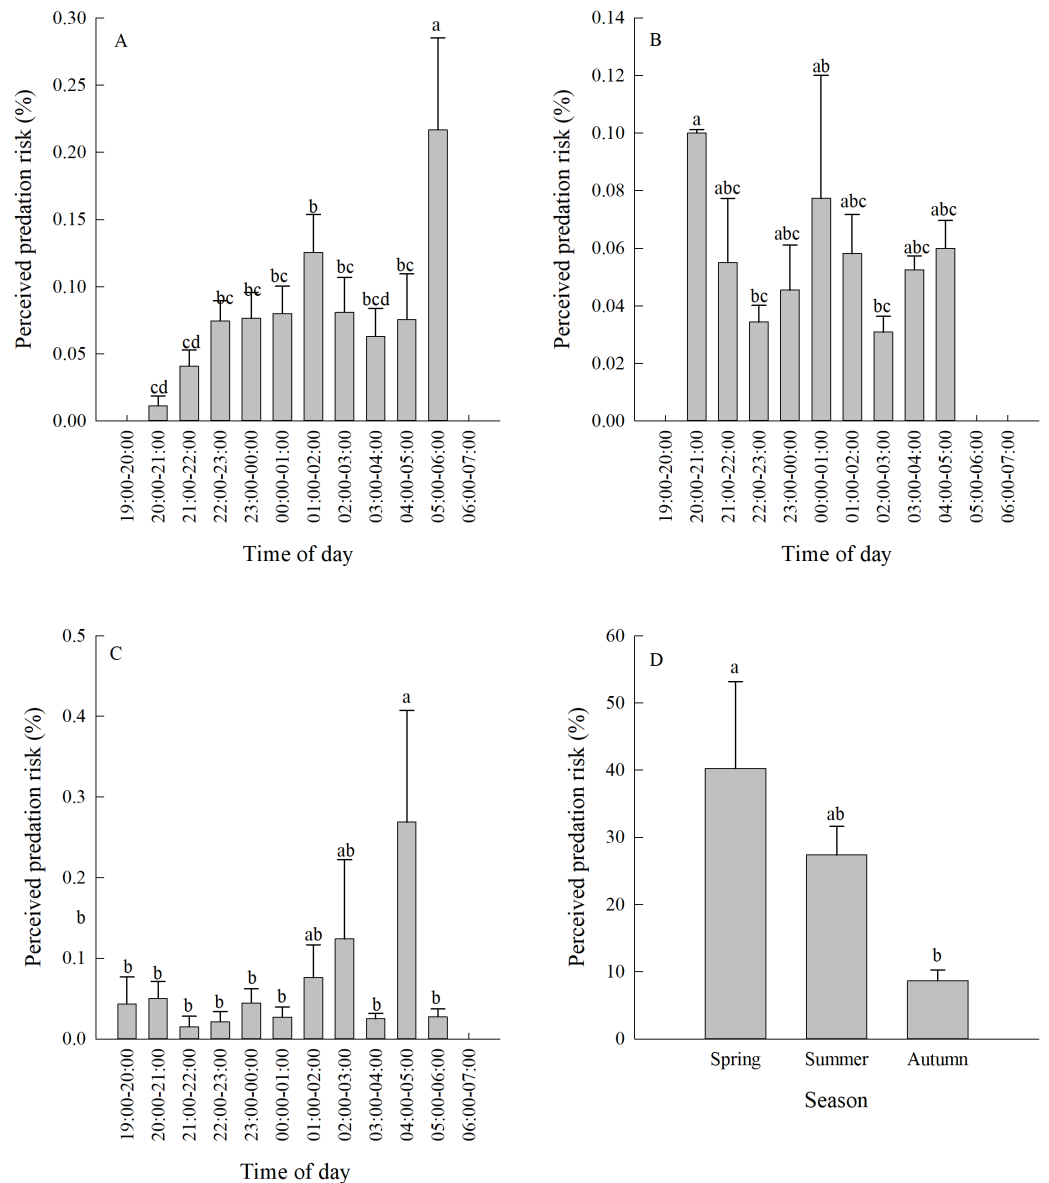 A
Perceived predation risk (%)
0.30
0.25
0.20
0.15
0.10
0.05
0.00
cd
cd
bc
bc
bc
b
bc
bcd
bc
a
19:00-20:00
20:00-21:00
21:00-22:00
22:00-23:00
23:00-00:00
00:00-01:00
01:00-02:00
02:00-03:00
03:00-04:00
04:00-05:00
05:00-06:00
06:00-07:00
Time of day
B
Perceived predation risk (%)
0.14
0.12
0.10
0.08
0.06
0.04
0.02
0.00
a
abc
bc
abc
ab
abc
bc
abc
abc
19:00-20:00
20:00-21:00
21:00-22:00
22:00-23:00
23:00-00:00
00:00-01:00
01:00-02:00
02:00-03:00
03:00-04:00
04:00-05:00
05:00-06:00
06:00-07:00
Time of day
C
Perceived predation risk (%)
0.5
0.4
0.3
0.2
b
0.1
0.0
b
b
b
b
b
b
ab
ab
b
a
b
19:00-20:00
20:00-21:00
21:00-22:00
22:00-23:00
23:00-00:00
00:00-01:00
01:00-02:00
02:00-03:00
03:00-04:00
04:00-05:00
05:00-06:00
06:00-07:00
Time of day
D
Perceived predation risk (%)
60
50
40
30
20
10
0
a
ab
b
Spring
Summer
Autumn
Season